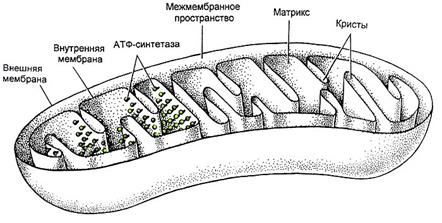 Внешняя
мембрана
Внутренняя
мембрана
АТФ-синтетаза
Межмембранное
пространство
Матрикс
Кристы